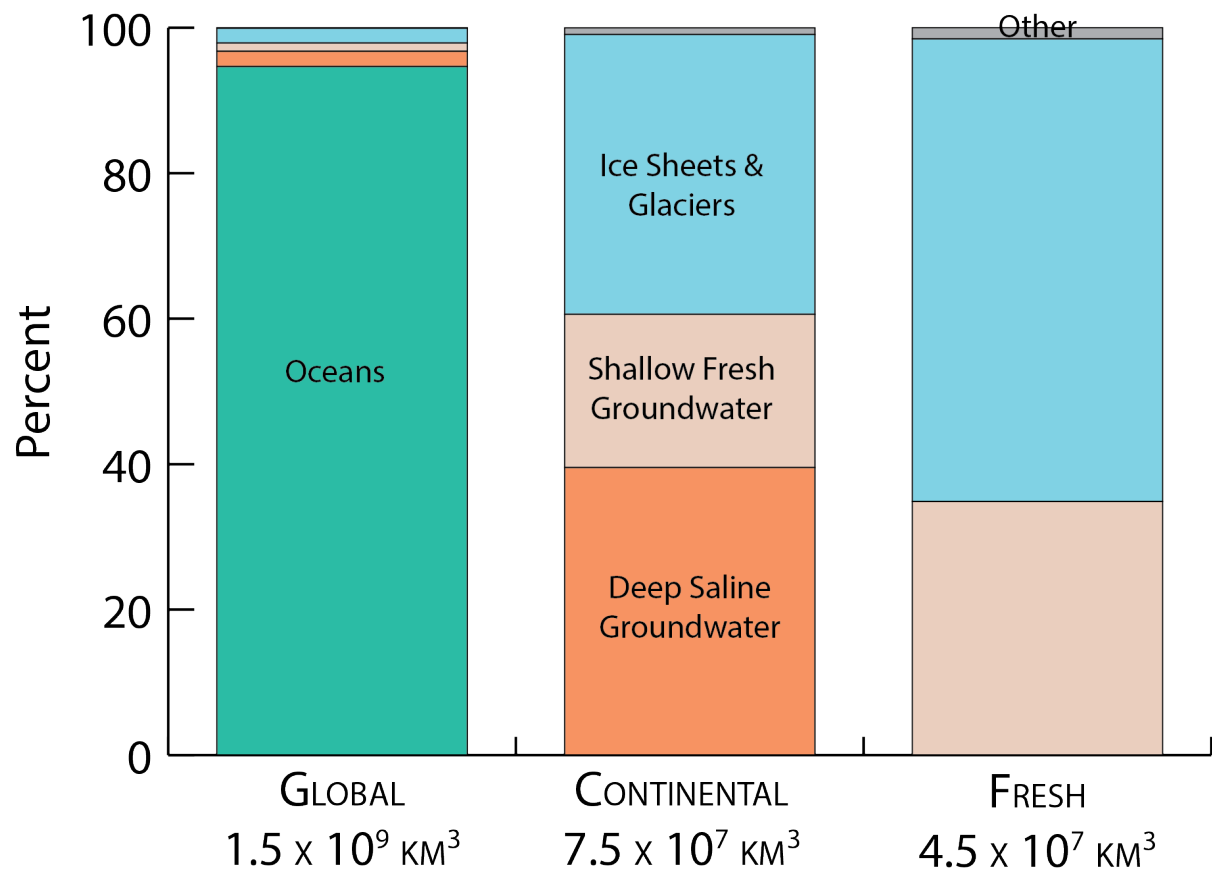 Percent
100
80
60
40
20
0
Oceans
Ice Sheets &
Glaciers
Shallow Fresh
Groundwater
Deep Saline
Groundwater
Other
GLOBAL
1.5 X 10⁹ KM³
CONTINENTAL
7.5 X 10⁷ KM³
FRESH
4.5 X 10⁷ KM³